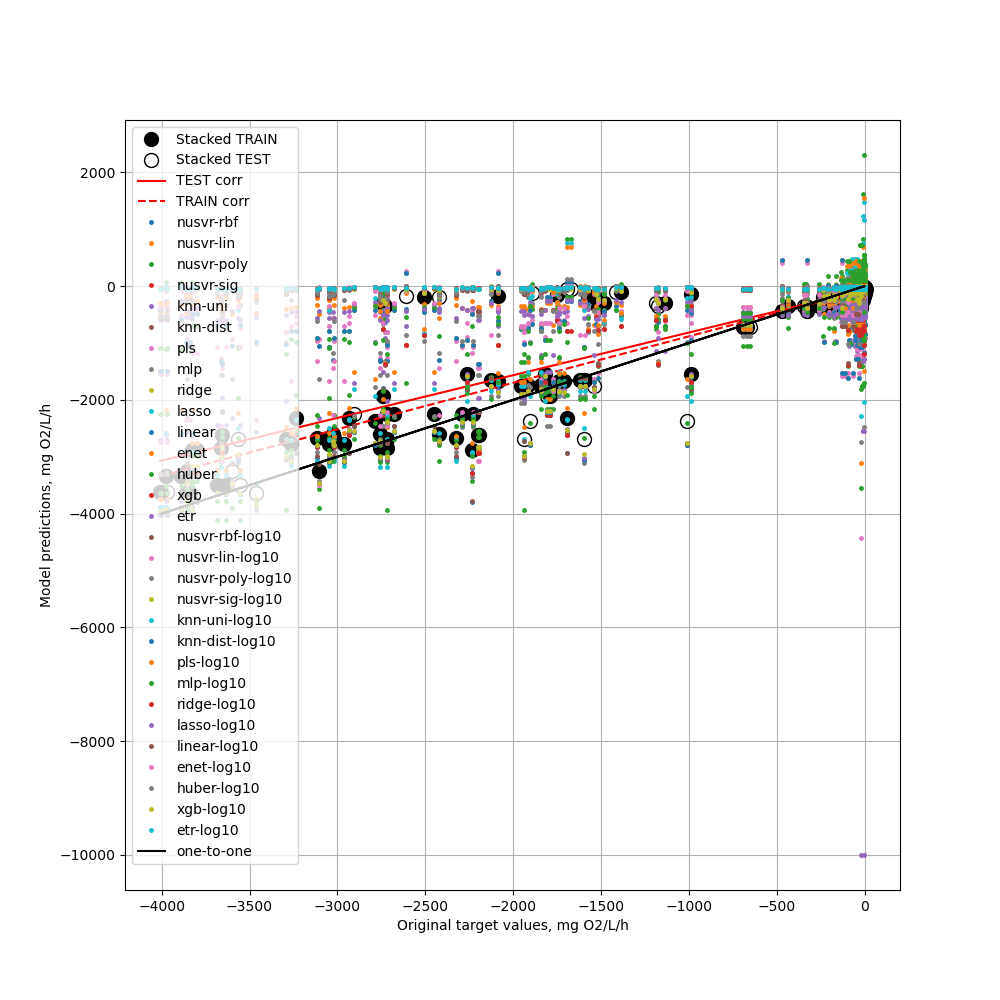 Stacked TRAIN
Stacked TEST
TEST corr
TRAIN corr
nusvr-rbf
nusvr-lin
nusvr-poly
nusvr-sig
knn-uni
knn-dist
pls
mlp
ridge
lasso
linear
enet
huber
xgb
etr
nusvr-rbf-log10
nusvr-lin-log10
nusvr-poly-log10
nusvr-sig-log10
knn-uni-log10
knn-dist-log10
pls-log10
mlp-log10
ridge-log10
lasso-log10
linear-log10
enet-log10
huber-log10
xgb-log10
etr-log10
one-to-one
2000
0
−2000
−4000
−6000
−8000
−10000
Model predictions, mg O2/L/h
−4000 −3500 −3000 −2500 −2000 −1500 −1000 −500 0
Original target values, mg O2/L/h